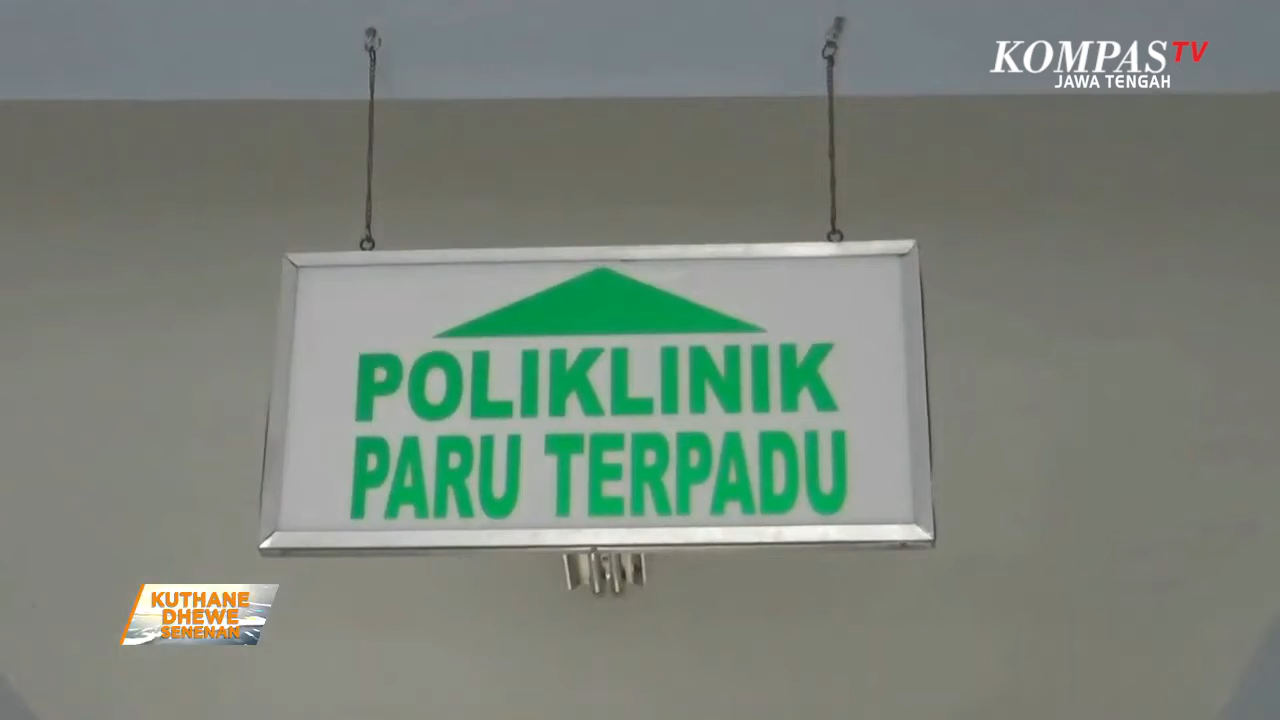 KOMPAS TV
JAWA TENGAH
POLIKLINIK
PARU TERPADU
KUTHANE
DHEWE
SENENAN